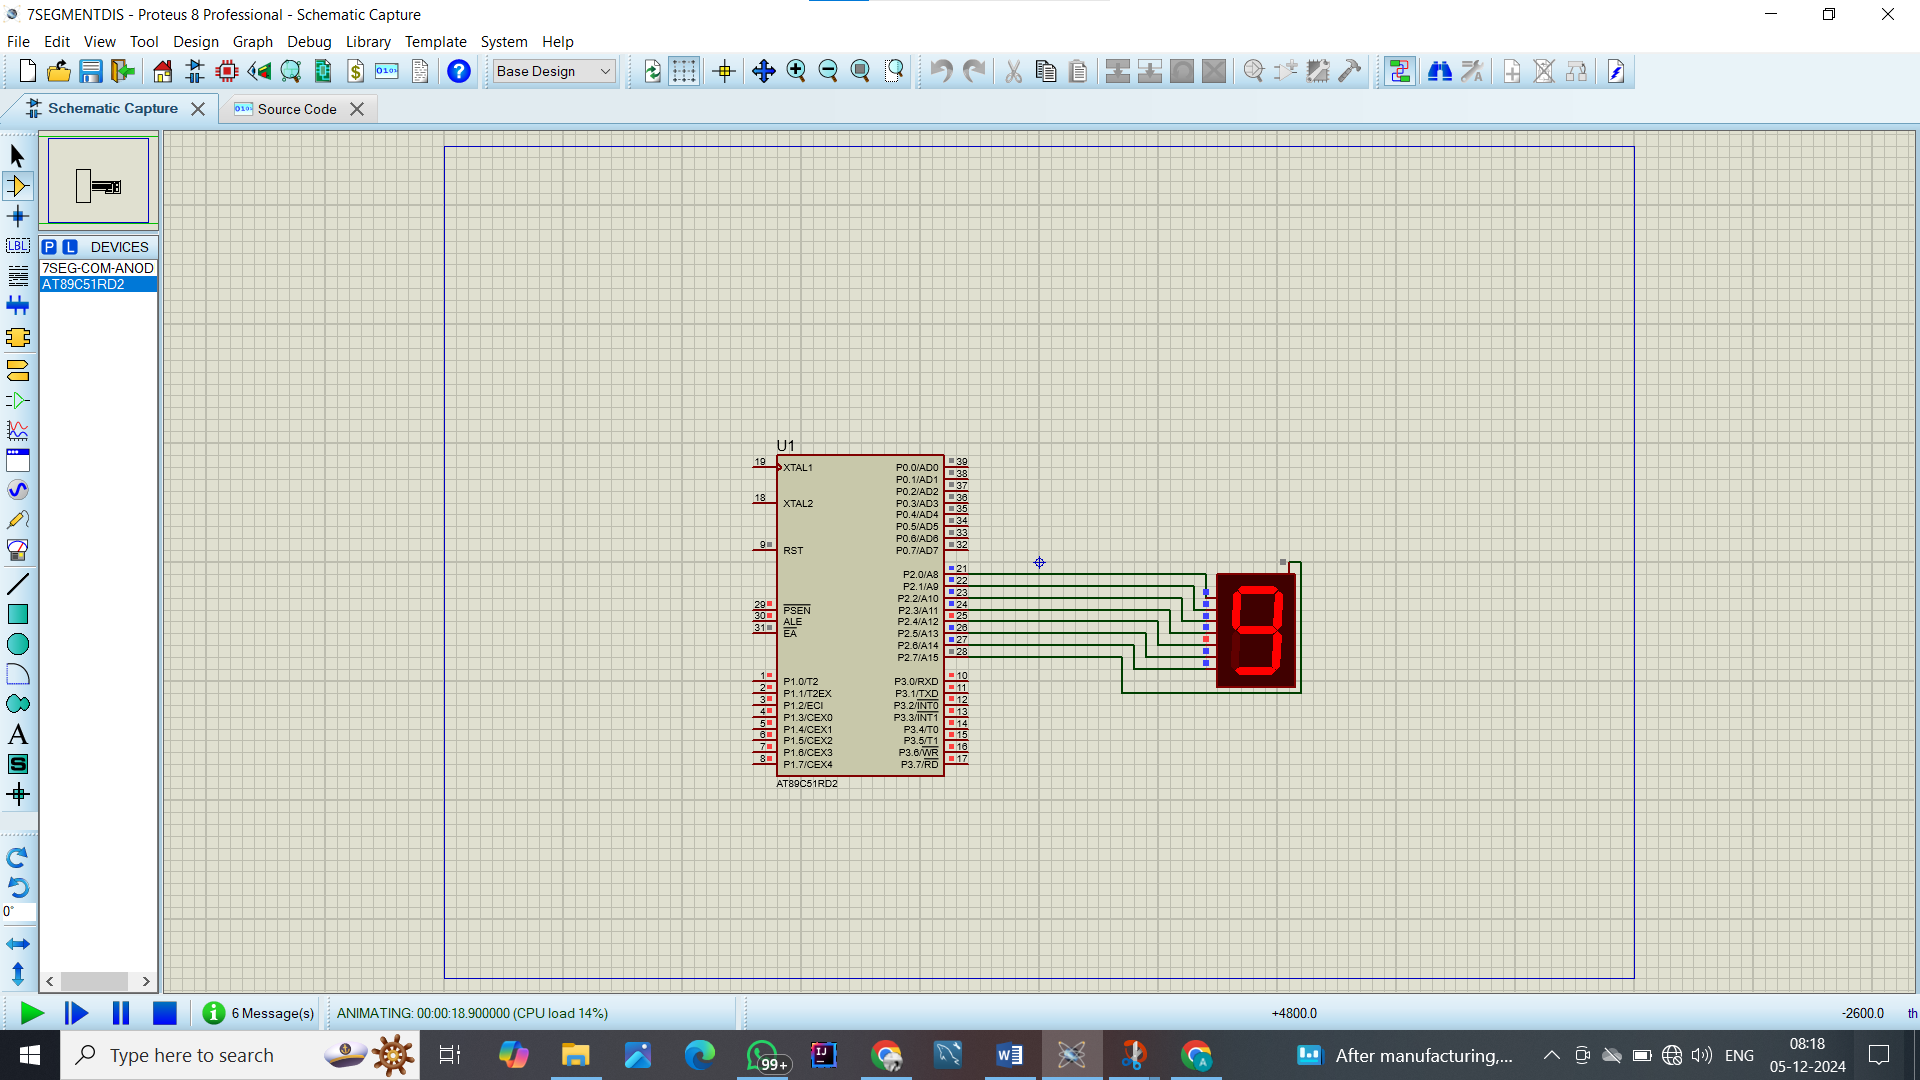 7SEGMENTDIS - Proteus 8 Professional - Schematic Capture
File Edit View Tool Design Graph Debug Library Template System Help
Base Design
Schematic Capture
Source Code
P L DEVICES
7SEG-COM-ANOD
AT89C51RD2
LBL
A
S
0°
U1
19 XTAL1
18 XTAL2
9 RST
29 PSEN
30 ALE
31 EA
1 P1.0/T2
2 P1.1/T2EX
3 P1.2/ECI
4 P1.3/CEX0
5 P1.4/CEX1
6 P1.5/CEX2
7 P1.6/CEX3
8 P1.7/CEX4
P0.0/AD0 39
P0.1/AD1 38
P0.2/AD2 37
P0.3/AD3 36
P0.4/AD4 35
P0.5/AD5 34
P0.6/AD6 33
P0.7/AD7 32
P2.0/A8 21
P2.1/A9 22
P2.2/A10 23
P2.3/A11 24
P2.4/A12 25
P2.5/A13 26
P2.6/A14 27
P2.7/A15 28
P3.0/RXD 10
P3.1/TXD 11
P3.2/INT0 12
P3.3/INT1 13
P3.4/T0 14
P3.5/T1 15
P3.6/WR 16
P3.7/RD 17
AT89C51RD2
9
6 Message(s)
ANIMATING: 00:00:18.900000 (CPU load 14%)
+4800.0
-2600.0
th
Type here to search
99+
IJ
W
A
After manufacturing,...
ENG
08:18
05-12-2024